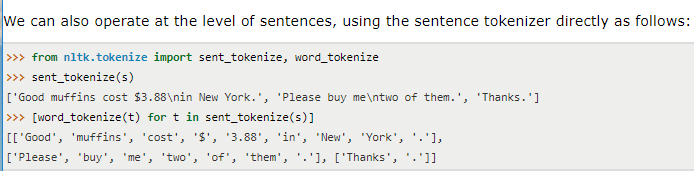 We can also operate at the level of sentences, using the sentence tokenizer directly as follows:
>>> from nltk.tokenize import sent_tokenize, word_tokenize
>>> sent_tokenize(s)
['Good muffins cost $3.88\nin New York.', 'Please buy me\ntwo of them.', 'Thanks.']
>>> [word_tokenize(t) for t in sent_tokenize(s)]
[['Good', 'muffins', 'cost', '$', '3.88', 'in', 'New', 'York', '.'],
['Please', 'buy', 'me', 'two', 'of', 'them', '.'], ['Thanks', '.']]